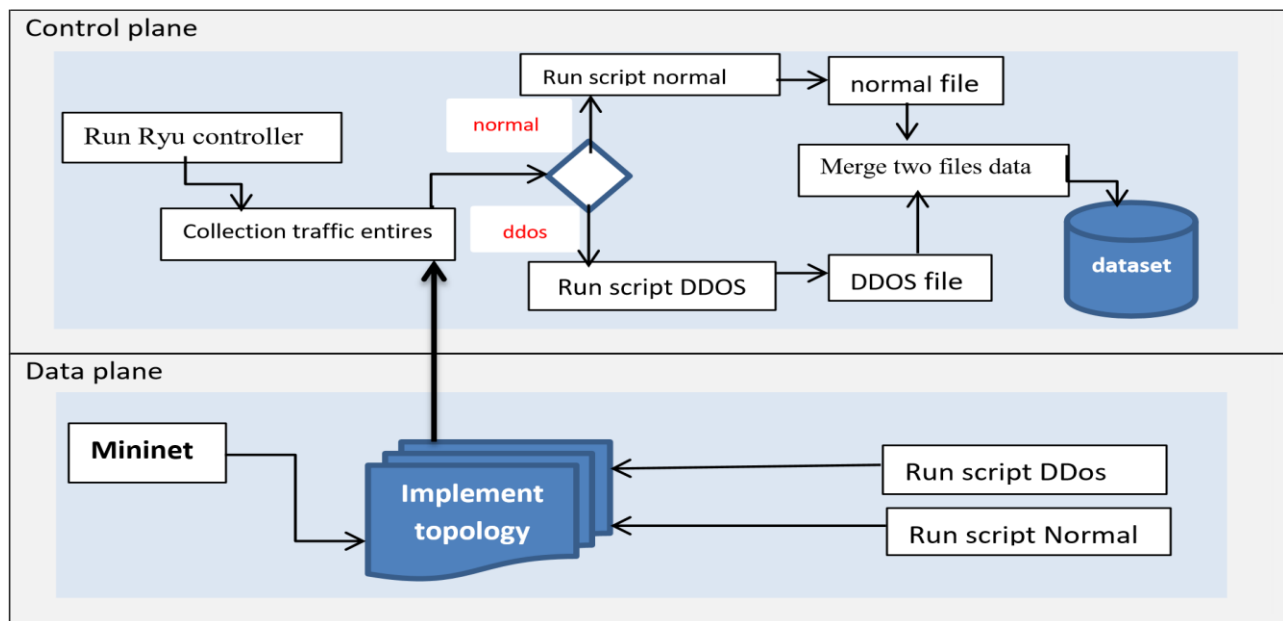 Control plane
Run script normal
normal file
normal
Run Ryu controller
Merge two files data
Collection traffic entires
ddos
dataset
Run script DDOS
DDOS file
Data plane
Mininet
Implement
topology
Run script DDos
Run script Normal